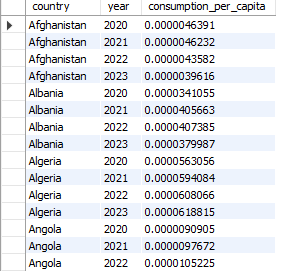 country year consumption_per_capita
Afghanistan 2020 0.0000046391
Afghanistan 2021 0.0000046232
Afghanistan 2022 0.0000043582
Afghanistan 2023 0.0000039616
Albania 2020 0.0000341055
Albania 2021 0.0000405663
Albania 2022 0.0000407385
Albania 2023 0.0000379987
Algeria 2020 0.0000563056
Algeria 2021 0.0000594084
Algeria 2022 0.0000608066
Algeria 2023 0.0000618815
Angola 2020 0.0000090905
Angola 2021 0.0000097672
Angola 2022 0.0000105225